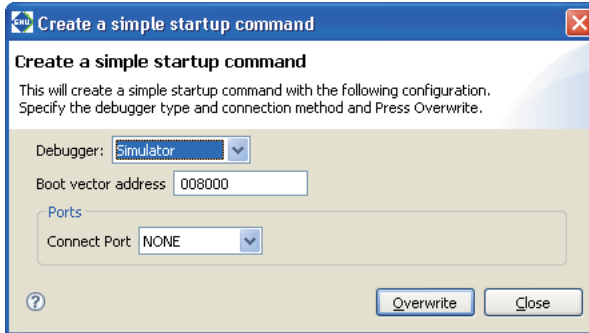 GNU Create a simple startup command
Create a simple startup command
This will create a simple startup command with the following configuration.
Specify the debugger type and connection method and Press Overwrite.
Debugger: Simulator
Boot vector address 008000
Ports
Connect Port NONE
? Overwrite Close